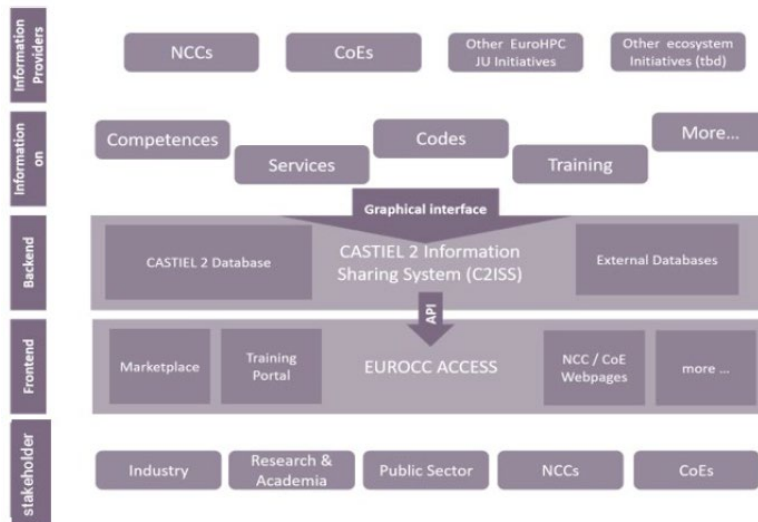 Information
Providers
NCCs
CoEs
Other EuroHPC
JU Initiatives
Other ecosystem
Initiatives (tbd)
Information
on
Competences
Services
Codes
Training
More...
Graphical interface
Backend
CASTIEL 2 Database
CASTIEL 2 Information
Sharing System (C2ISS)
External Databases
API
Frontend
Marketplace
Training
Portal
EUROCC ACCESS
NCC / CoE
Webpages
more ...
stakeholder
Industry
Research &
Academia
Public Sector
NCCs
CoEs